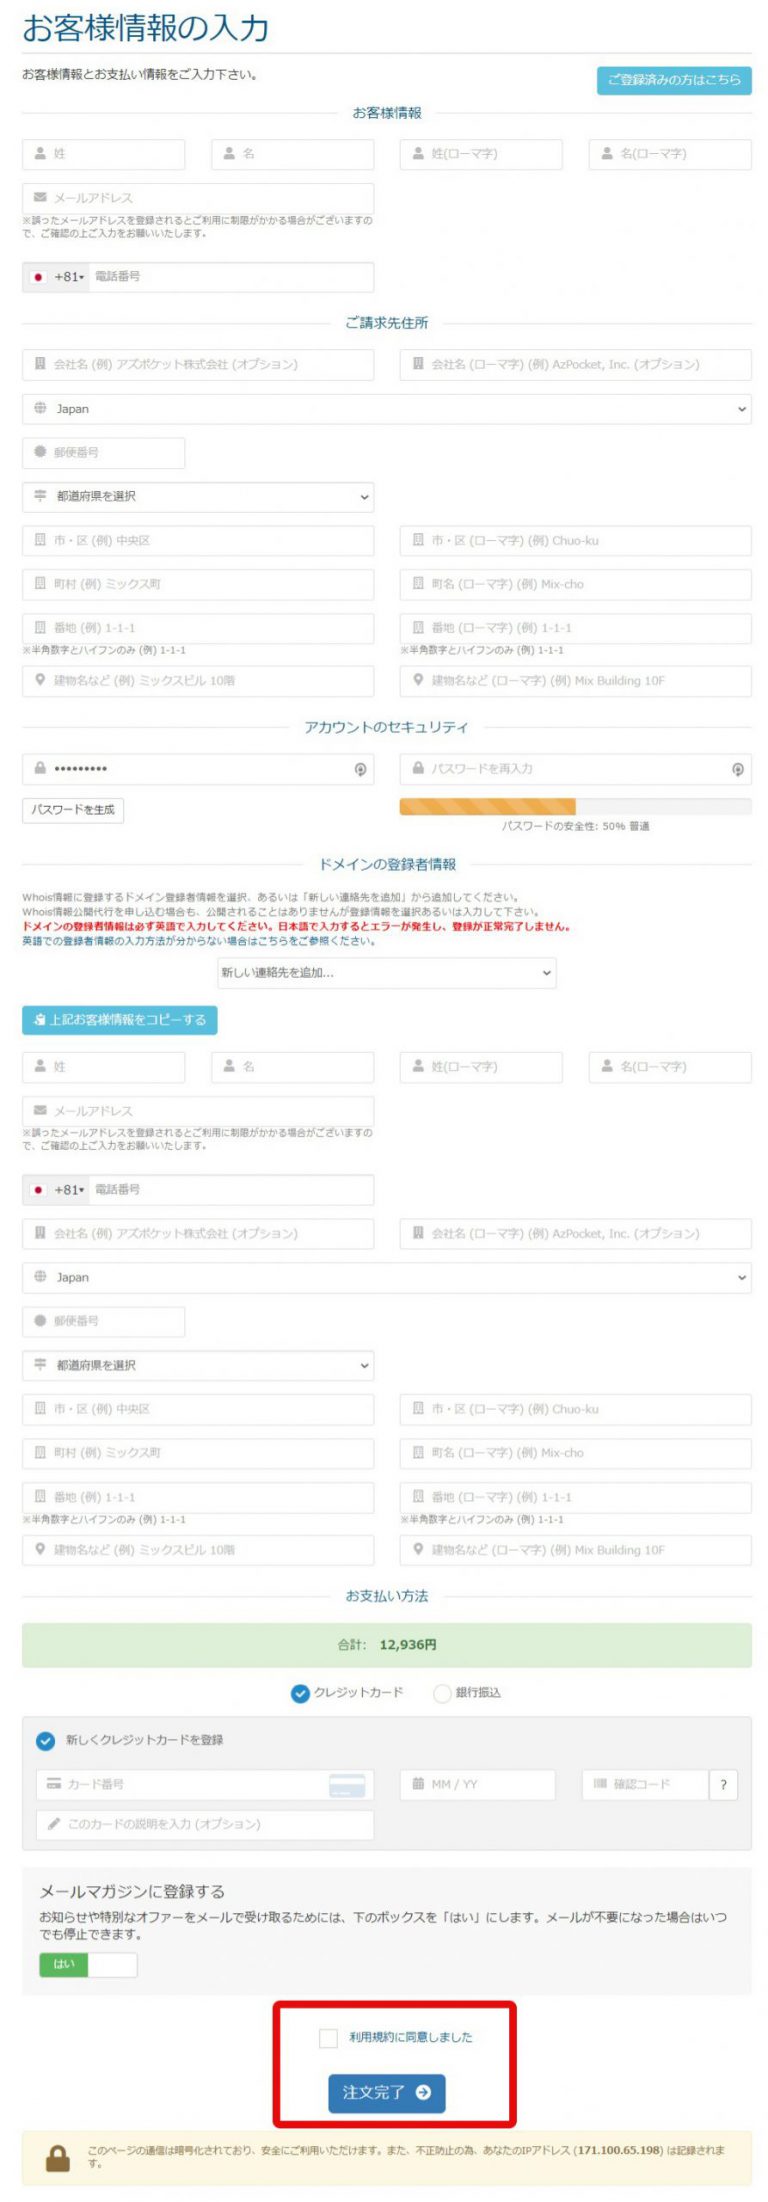 お客様情報の入力
お客様情報とお支払い情報をご入力下さい。
ご登録済みの方はこちら
お客様情報
姓 名 姓(ローマ字) 名(ローマ字)
メールアドレス
※誤ったメールアドレスを登録されるとご利用に制限がかかる場合がございますの
で、ご確認の上ご入力をお願いいたします。
+81 電話番号
ご請求先住所
会社名 (例) アズポケット株式会社 (オプション) 会社名 (ローマ字) (例) AzPocket, Inc. (オプション)
Japan
郵便番号
都道府県を選択
市・区 (例) 中央区 市・区 (ローマ字) (例) Chuo-ku
町村 (例) ミックス町 町名 (ローマ字) (例) Mix-cho
番地 (例) 1-1-1 番地 (ローマ字) (例) 1-1-1
※半角数字とハイフンのみ (例) 1-1-1 ※半角数字とハイフンのみ (例) 1-1-1
建物名など (例) ミックスビル 10階 建物名など (ローマ字) (例) Mix Building 10F
アカウントのセキュリティ
••••••••• パスワードを再入力
パスワードを生成
パスワードの安全性: 50% 普通
ドメインの登録者情報
Whois情報に登録するドメイン登録者情報を選択、あるいは「新しい連絡先を追加」から追加してください。
Whois情報公開代行を申し込む場合も、公開されることはありませんが登録情報を選択あるいは入力して下さい。
ドメインの登録者情報は必ず英語で入力してください。日本語で入力するとエラーが発生し、登録が正常完了しません。
英語での登録者情報の入力方法が分からない場合はこちらをご参照ください。
新しい連絡先を追加...
上記お客様情報をコピーする
姓 名 姓(ローマ字) 名(ローマ字)
メールアドレス
※誤ったメールアドレスを登録されるとご利用に制限がかかる場合がございますの
で、ご確認の上ご入力をお願いいたします。
+81 電話番号
会社名 (例) アズポケット株式会社 (オプション) 会社名 (ローマ字) (例) AzPocket, Inc. (オプション)
Japan
郵便番号
都道府県を選択
市・区 (例) 中央区 市・区 (ローマ字) (例) Chuo-ku
町村 (例) ミックス町 町名 (ローマ字) (例) Mix-cho
番地 (例) 1-1-1 番地 (ローマ字) (例) 1-1-1
※半角数字とハイフンのみ (例) 1-1-1 ※半角数字とハイフンのみ (例) 1-1-1
建物名など (例) ミックスビル 10階 建物名など (ローマ字) (例) Mix Building 10F
お支払い方法
合計: 12,936円
クレジットカード 銀行振込
新しくクレジットカードを登録
カード番号 MM / YY 確認コード ?
このカードの説明を入力 (オプション)
メールマガジンに登録する
お知らせや特別なオファーをメールで受け取るためには、下のボックスを「はい」にします。メールが不要になった場合はいつ
でも停止できます。
はい
利用規約に同意しました
注文完了
このページの通信は暗号化されており、安全にご利用いただけます。また、不正防止の為、あなたのIPアドレス (171.100.65.198) は記録されま
す。